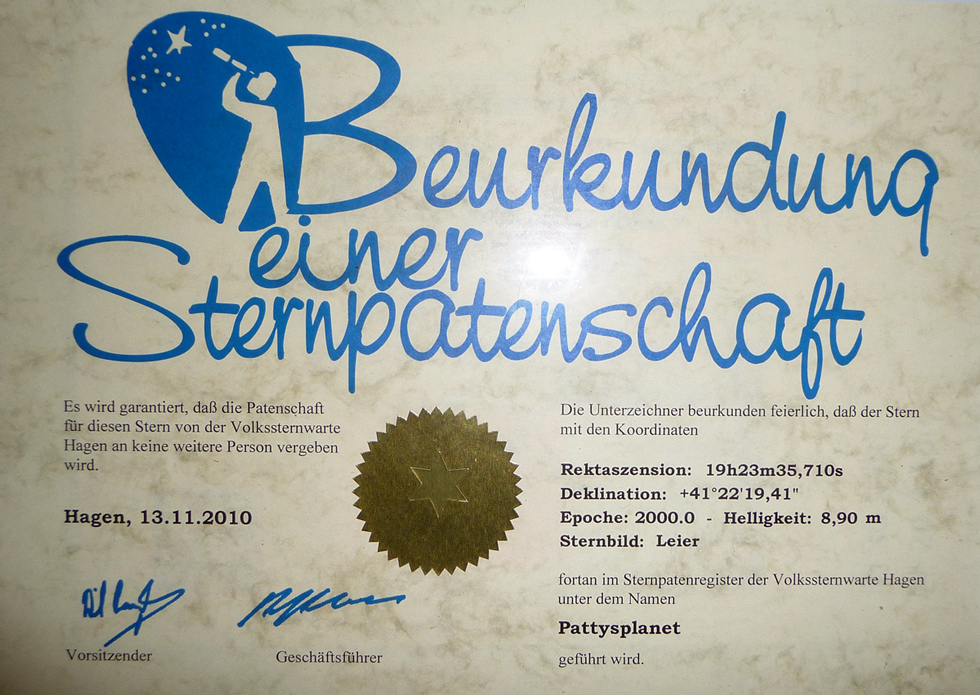 Beurkundung
einer
Sternpatenschaft
Es wird garantiert, daß die Patenschaft
für diesen Stern von der Volkssternwarte
Hagen an keine weitere Person vergeben
wird.
Hagen, 13.11.2010
Vorsitzender
Geschäftsführer
Die Unterzeichner beurkunden feierlich, daß der Stern
mit den Koordinaten
Rektaszension: 19h23m35,710s
Deklination: +41°22'19,41"
Epoche: 2000.0 - Helligkeit: 8,90 m
Sternbild: Leier
fortan im Sternpatenregister der Volkssternwarte Hagen
unter dem Namen
Pattysplanet
geführt wird.